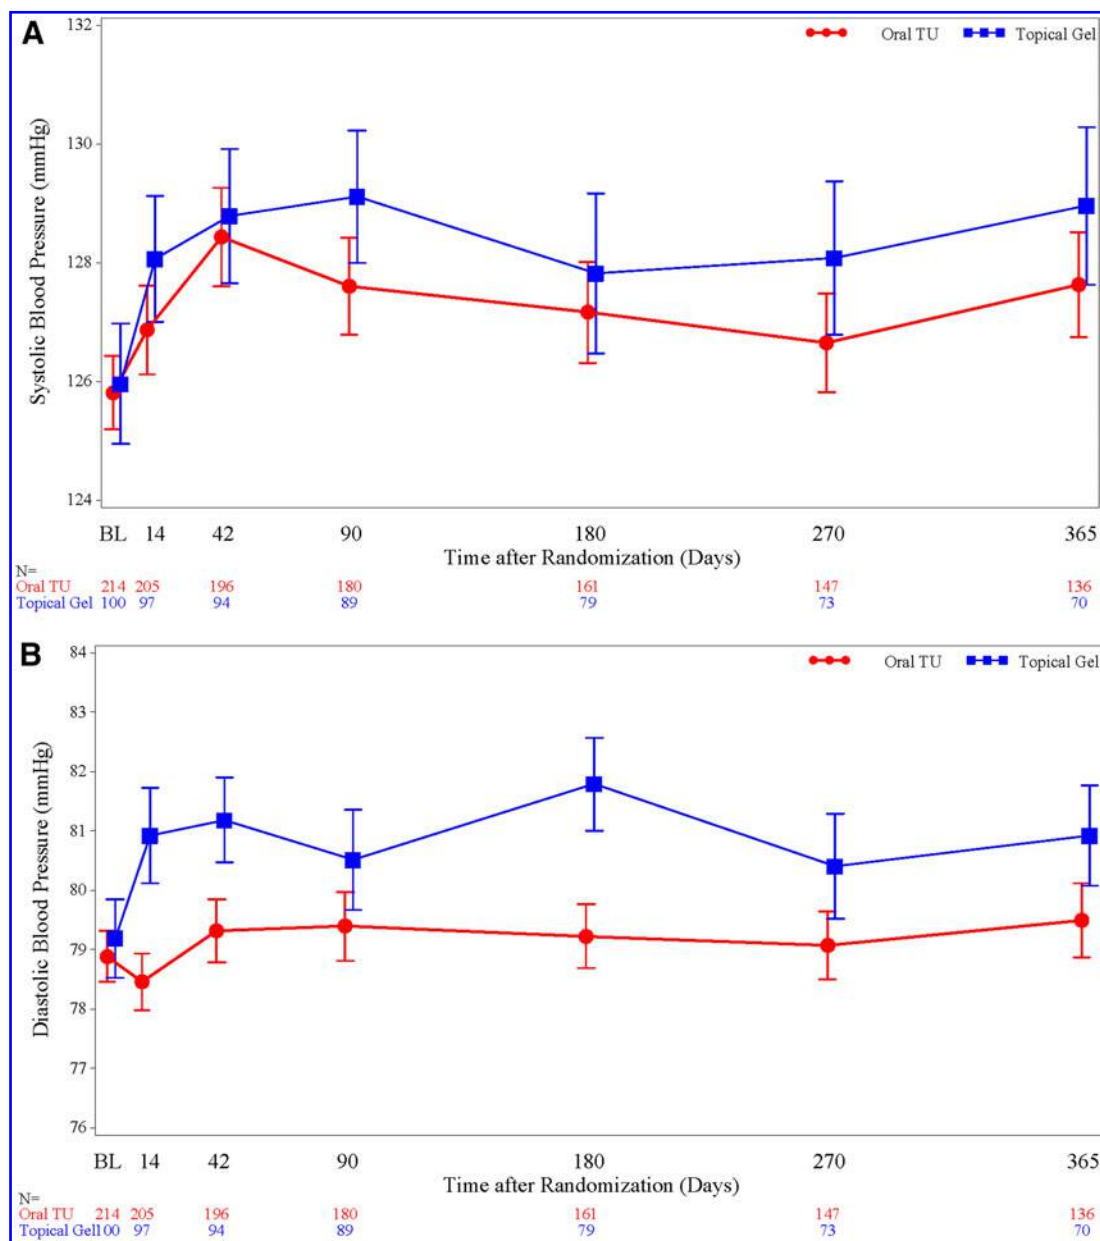 A
132
Oral TU Topical Gel
130
128
126
124
Systolic Blood Pressure (mmHg)
BL 14 42 90 180 270 365
Time after Randomization (Days)
N=
Oral TU 214 205 196 180 161 147 136
Topical Gel 100 97 94 89 79 73 70
B
84
Oral TU Topical Gel
83
82
81
80
79
78
77
76
Diastolic Blood Pressure (mmHg)
BL 14 42 90 180 270 365
Time after Randomization (Days)
N=
Oral TU 214 205 196 180 161 147 136
Topical Gel100 97 94 89 79 73 70